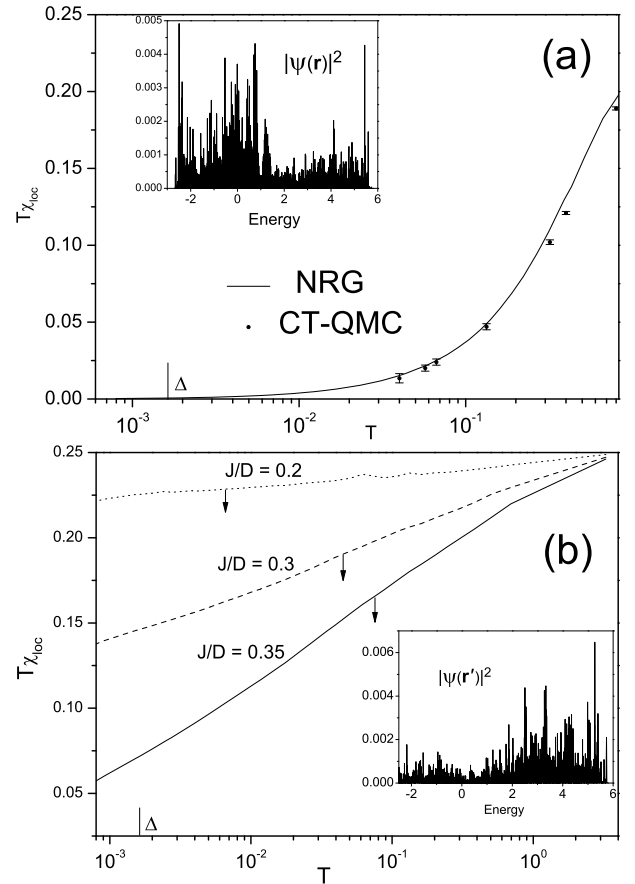 (a)
0.20
0.15
0.10
0.05
0.00
Tχloc
0.005
0.004
0.003
0.002
0.001
0.000
|ψ(r)|²
-2 0 2 4 6
Energy
NRG
CT-QMC
Δ
10⁻³ 10⁻² 10⁻¹
T
(b)
0.25
0.20
0.15
0.10
0.05
Tχloc
J/D = 0.2
J/D = 0.3
J/D = 0.35
0.006
0.004
0.002
0.000
|ψ(r')|²
-2 0 2 4 6
Energy
Δ
10⁻³ 10⁻² 10⁻¹ 10⁰
T